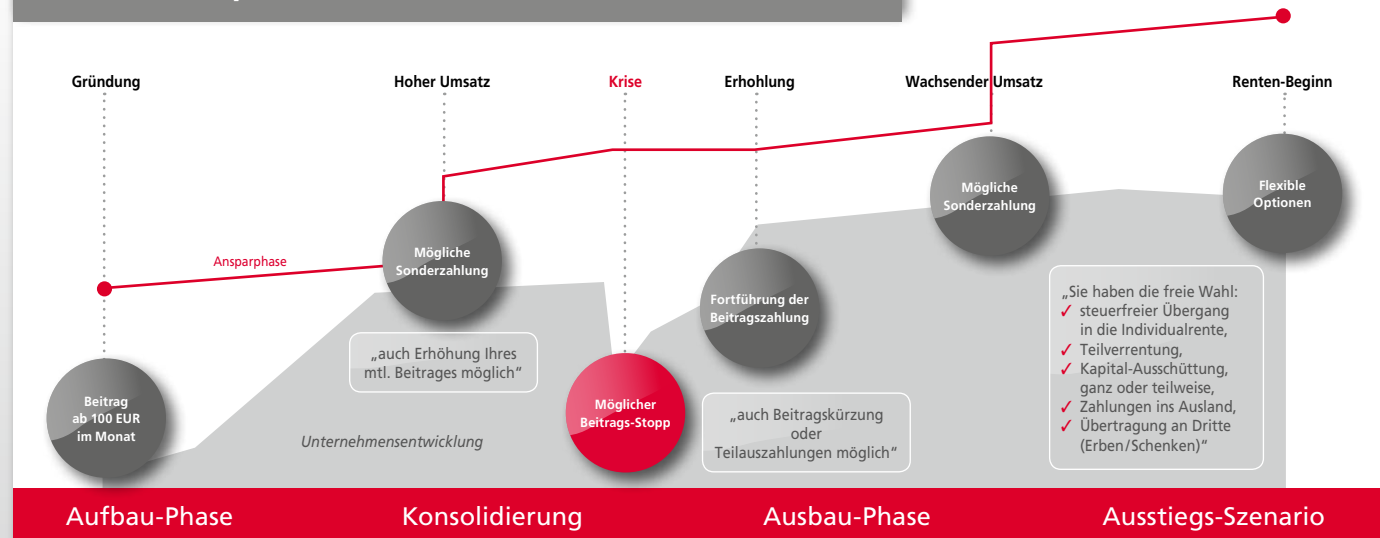 Gründung
Hoher Umsatz
Krise
Erhohlung
Wachsender Umsatz
Renten-Beginn
Ansparphase
Beitrag
ab 100 EUR
im Monat
Mögliche
Sonderzahlung
„auch Erhöhung Ihres
mtl. Beitrages möglich“
Unternehmensentwicklung
Möglicher
Beitrags-Stopp
Fortführung der
Beitragszahlung
„auch Beitragskürzung
oder
Teilauszahlungen möglich“
Mögliche
Sonderzahlung
Flexible
Optionen
„Sie haben die freie Wahl:
✓ steuerfreier Übergang
in die Individualrente,
✓ Teilverrentung,
✓ Kapital-Ausschüttung,
ganz oder teilweise,
✓ Zahlungen ins Ausland,
✓ Übertragung an Dritte
(Erben/Schenken)“
Aufbau-Phase
Konsolidierung
Ausbau-Phase
Ausstiegs-Szenario